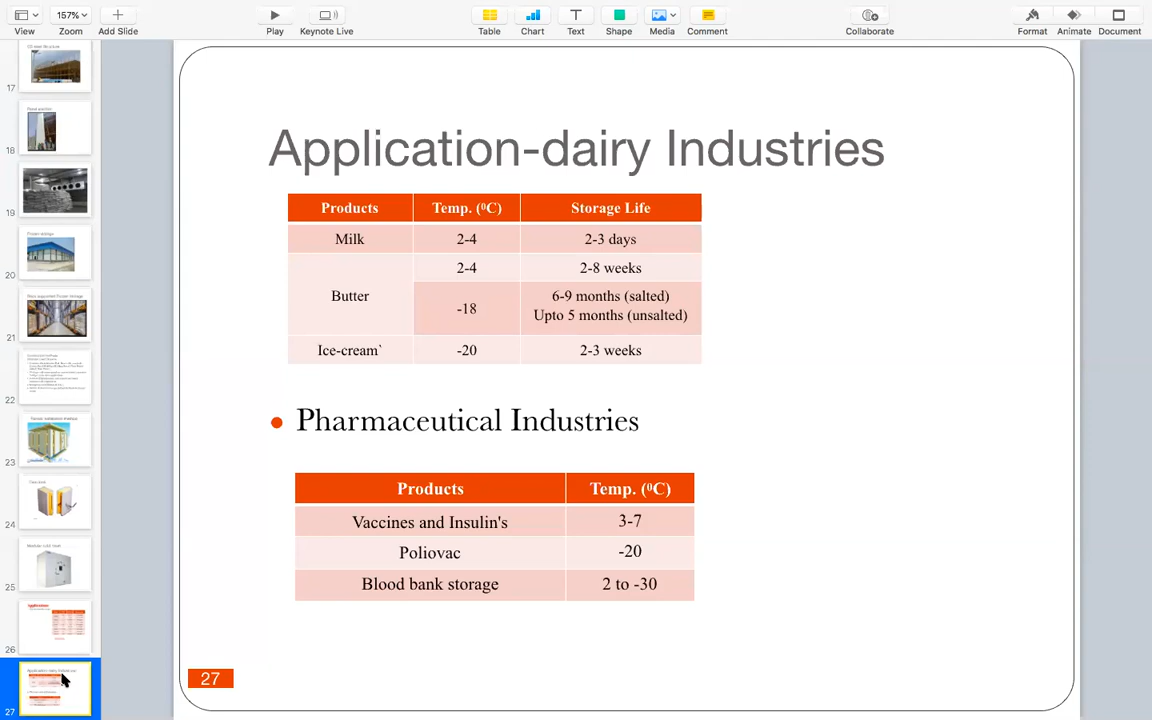 157%
View
Zoom
Add Slide
Play
Keynote Live
Table
Chart
Text
Shape
Media
Comment
Collaborate
Format
Animate
Document
17
18
19
20
21
22
23
24
25
26
27
Application-dairy Industries
Products Temp. (⁰C) Storage Life
Milk 2-4 2-3 days
Butter 2-4 2-8 weeks
-18 6-9 months (salted)
Upto 5 months (unsalted)
Ice-cream` -20 2-3 weeks
• Pharmaceutical Industries
Products Temp. (⁰C)
Vaccines and Insulin's 3-7
Poliovac -20
Blood bank storage 2 to -30
27